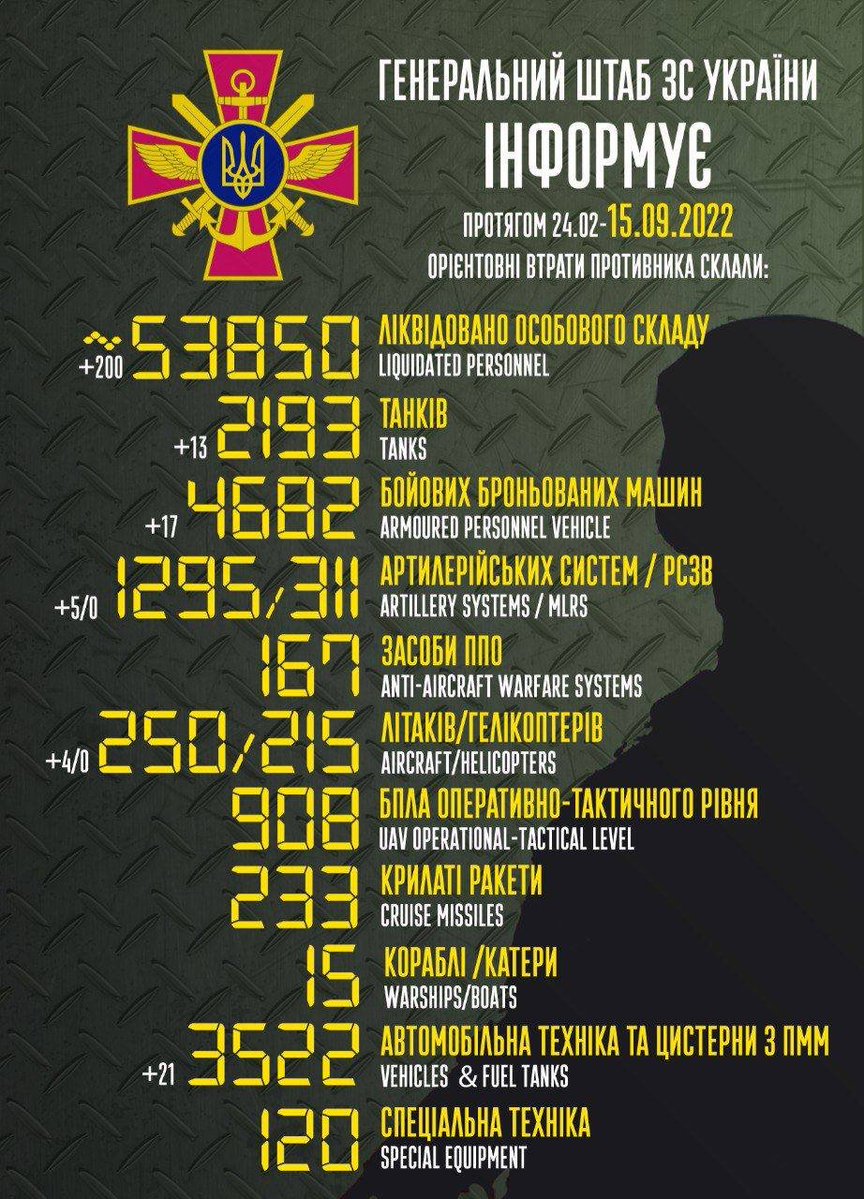 ГЕНЕРАЛЬНИЙ ШТАБ ЗС УКРАЇНИ
ІНФОРМУЄ
ПРОТЯГОМ 24.02-15.09.2022
ОРІЄНТОВНІ ВТРАТИ ПРОТИВНИКА СКЛАЛИ:
~53850 ЛІКВІДОВАНО ОСОБОВОГО СКЛАДУ
+200 LIQUIDATED PERSONNEL
2193 ТАНКІВ
+13 TANKS
4682 БОЙОВИХ БРОНЬОВАНИХ МАШИН
+17 ARMOURED PERSONNEL VEHICLE
1295/311 АРТИЛЕРІЙСЬКИХ СИСТЕМ / РСЗВ
+5/0 ARTILLERY SYSTEMS / MLRS
167 ЗАСОБИ ППО
ANTI-AIRCRAFT WARFARE SYSTEMS
250/215 ЛІТАКІВ/ГЕЛІКОПТЕРІВ
+4/0 AIRCRAFT/HELICOPTERS
908 БПЛА ОПЕРАТИВНО-ТАКТИЧНОГО РІВНЯ
UAV OPERATIONAL-TACTICAL LEVEL
233 КРИЛАТІ РАКЕТИ
CRUISE MISSILES
15 КОРАБЛІ /КАТЕРИ
WARSHIPS/BOATS
3522 АВТОМОБІЛЬНА ТЕХНІКА ТА ЦИСТЕРНИ З ПММ
+21 VEHICLES & FUEL TANKS
120 СПЕЦІАЛЬНА ТЕХНІКА
SPECIAL EQUIPMENT